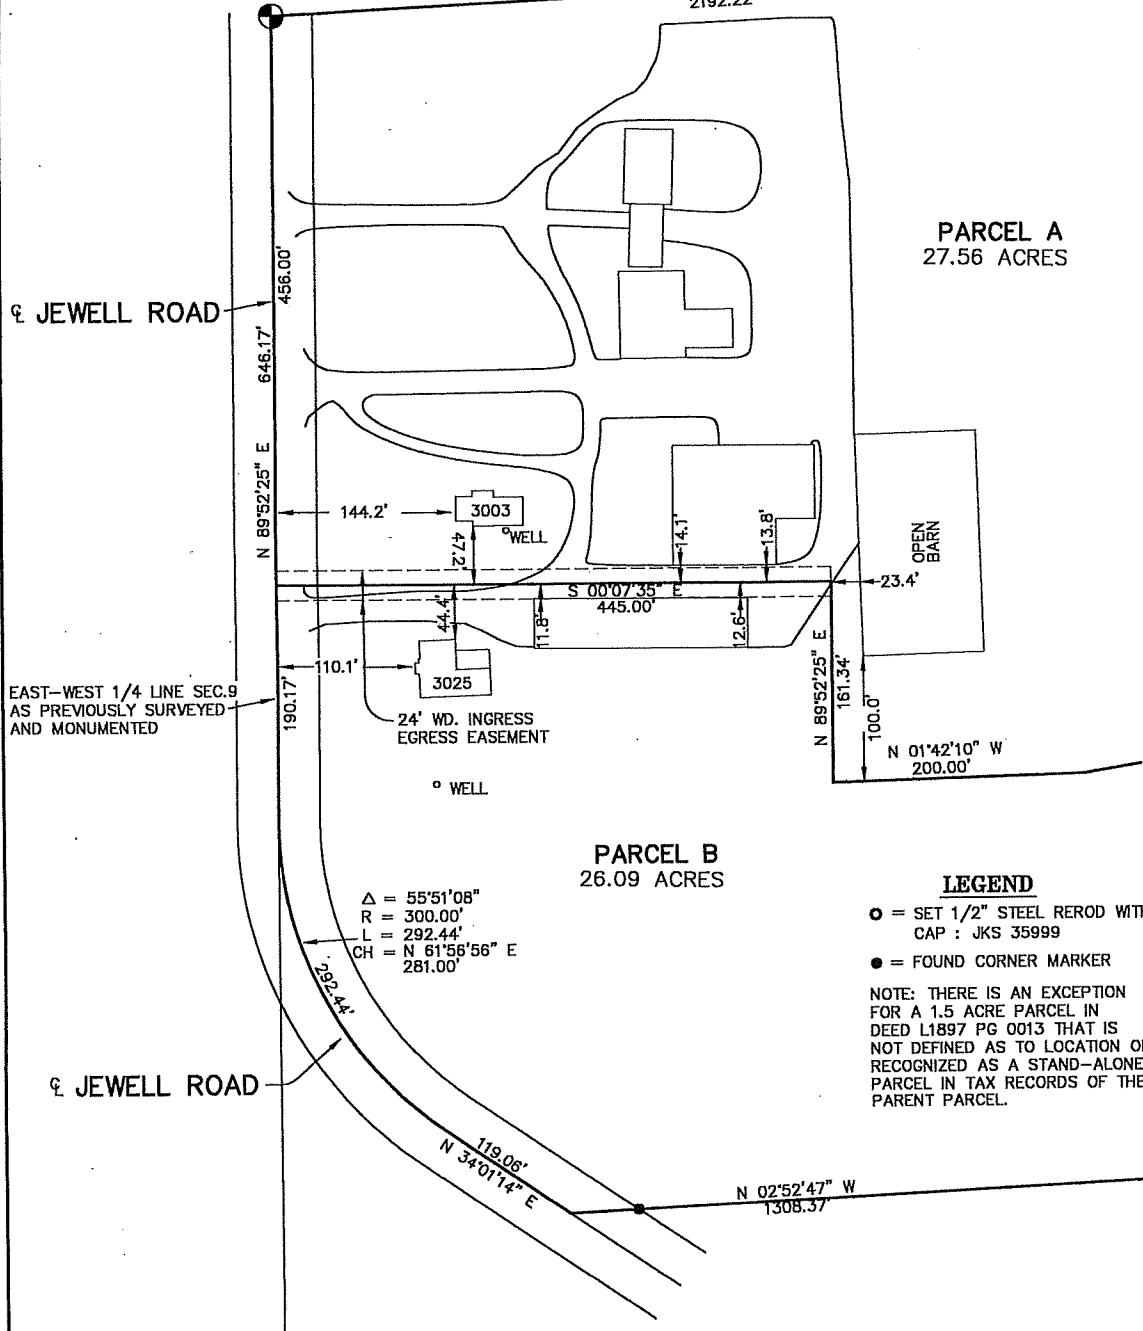 2192.22
PARCEL A
27.56 ACRES
456.00'
℄ JEWELL ROAD
646.17'
N 89°52'25" E
144.2'
3003
WELL
47.2'
14.1'
13.8'
OPEN
BARN
23.4'
S 00°07'35" E
445.00'
44.4'
11.8'
12.6'
110.1'
3025
N 89°52'25" E
161.34'
100.0'
EAST-WEST 1/4 LINE SEC.9
AS PREVIOUSLY SURVEYED
AND MONUMENTED
190.17'
24' WD. INGRESS
EGRESS EASEMENT
N 01°42'10" W
200.00'
WELL
PARCEL B
26.09 ACRES
Δ = 55°51'08"
R = 300.00'
L = 292.44'
CH = N 61°56'56" E
281.00'
292.44'
℄ JEWELL ROAD
119.06'
N 34°01'14" E
N 02°52'47" W
1308.37'
LEGEND
= SET 1/2" STEEL REROD WITH
CAP : JKS 35999
= FOUND CORNER MARKER
NOTE: THERE IS AN EXCEPTION
FOR A 1.5 ACRE PARCEL IN
DEED L1897 PG 0013 THAT IS
NOT DEFINED AS TO LOCATION OR
RECOGNIZED AS A STAND-ALONE
PARCEL IN TAX RECORDS OF THE
PARENT PARCEL.